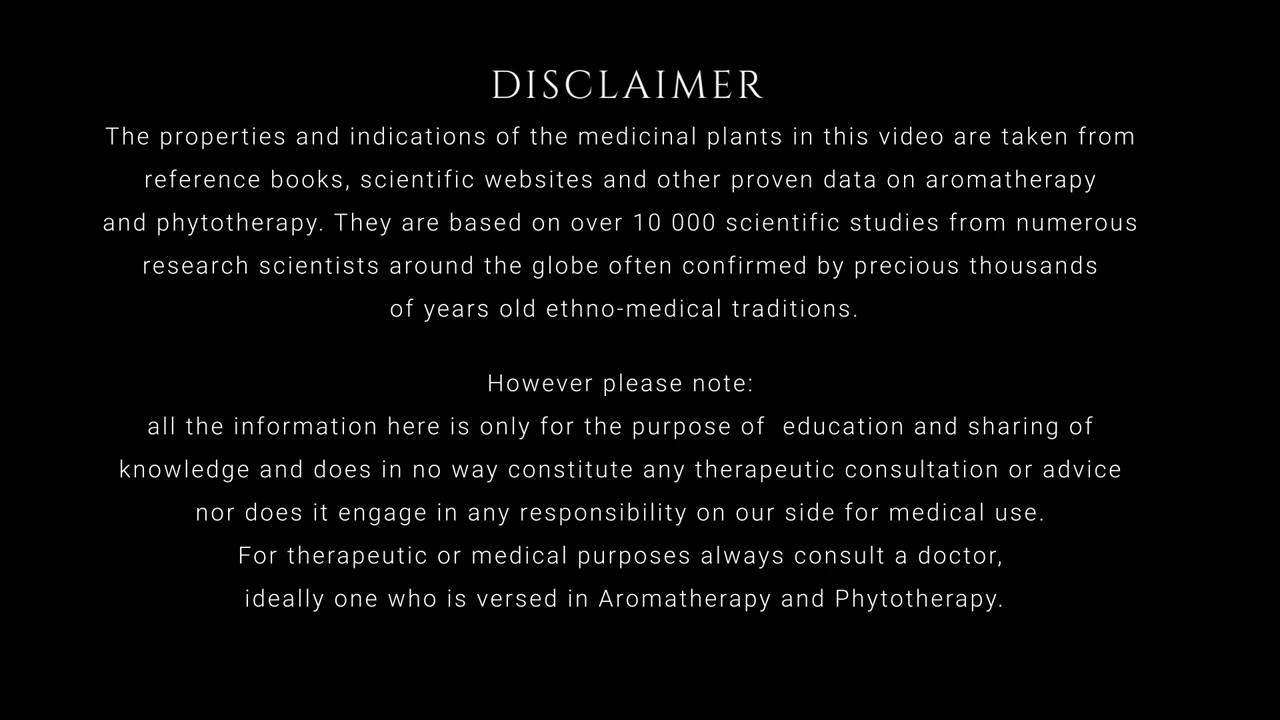 DISCLAIMER
The properties and indications of the medicinal plants in this video are taken from
reference books, scientific websites and other proven data on aromatherapy
and phytotherapy. They are based on over 10 000 scientific studies from numerous
research scientists around the globe often confirmed by precious thousands
of years old ethno-medical traditions.
However please note:
all the information here is only for the purpose of  education and sharing of
knowledge and does in no way constitute any therapeutic consultation or advice
nor does it engage in any responsibility on our side for medical use.
For therapeutic or medical purposes always consult a doctor,
ideally one who is versed in Aromatherapy and Phytotherapy.